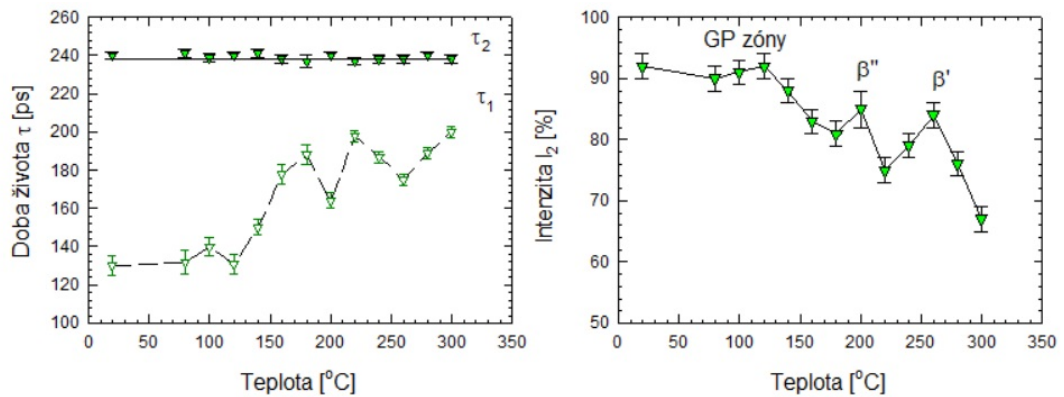 260
240
220
200
180
160
140
120
100
Doba života τ [ps]
τ2
τ1
0 50 100 150 200 250 300 350
Teplota [°C]
100
90
80
70
60
50
Intenzita I2 [%]
GP zóny
β"
β'
0 50 100 150 200 250 300 350
Teplota [°C]